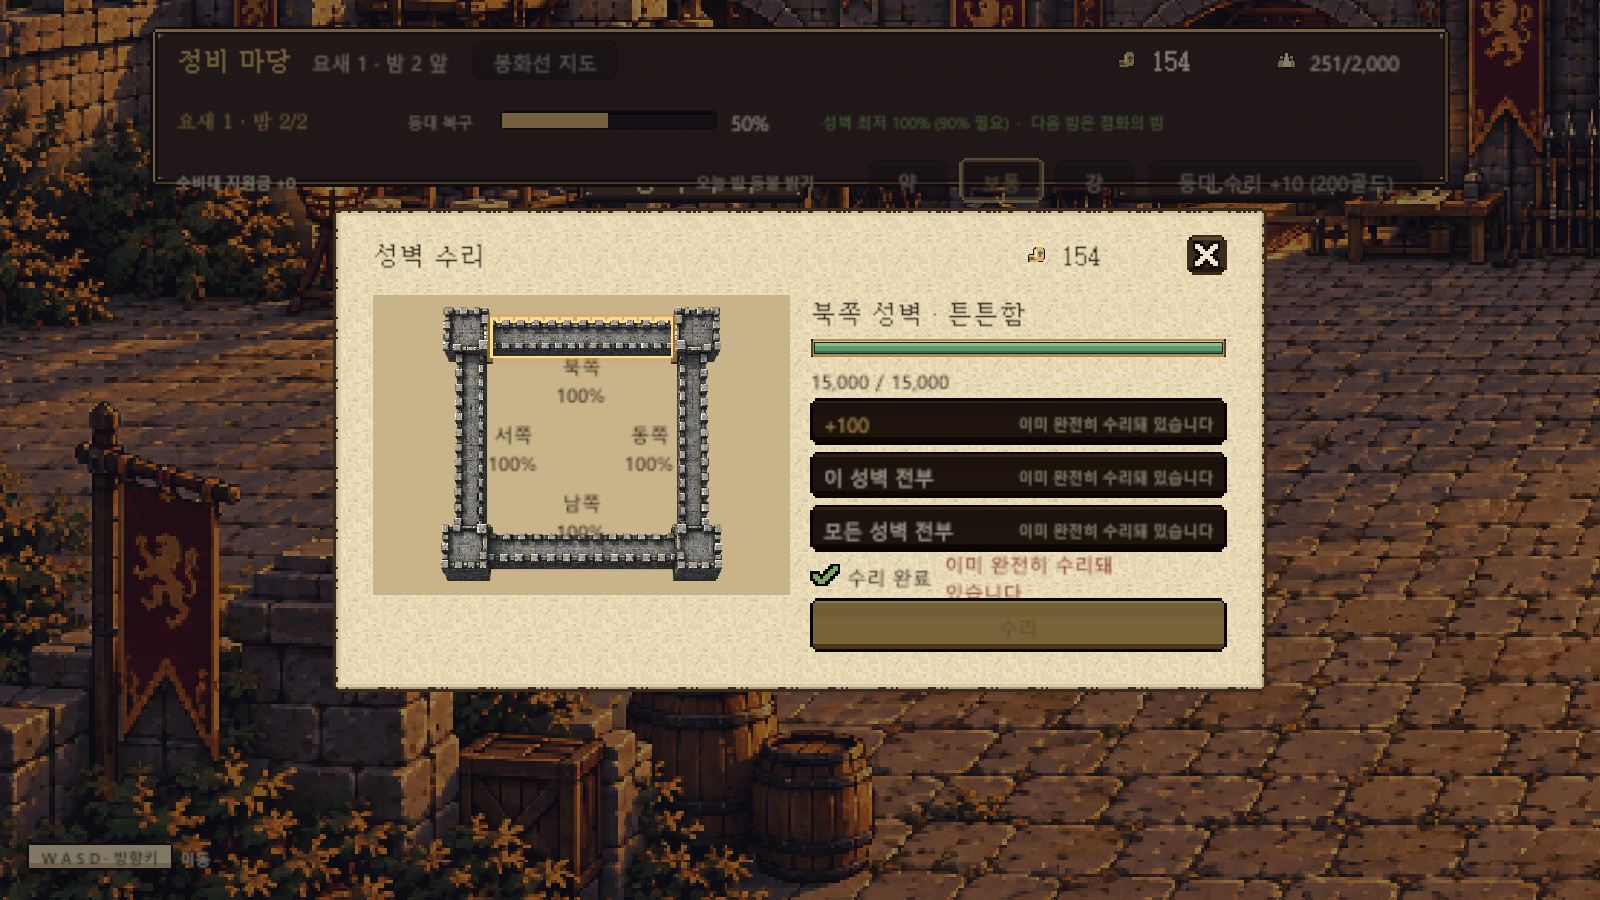 정비 마당 요새 1 · 밤 2 앞 봉화선 지도 154 251/2,000
요새 1 · 밤 2/2 등대 복구 50% 성벽 최저 100% (90% 필요) · 다음 밤은 점화의 밤
수비대 지원금 +0 오늘 밤 등불 밝기 약 보통 강 등대 수리 +10 (200골드)
성벽 수리 154
북쪽 성벽 · 튼튼함
북쪽
100%
서쪽 동쪽
100% 100%
남쪽
100%
15,000 / 15,000
+100 이미 완전히 수리돼 있습니다
이 성벽 전부 이미 완전히 수리돼 있습니다
모든 성벽 전부 이미 완전히 수리돼 있습니다
수리 완료 이미 완전히 수리돼
있습니다
수리
W A S D · 방향키 이동